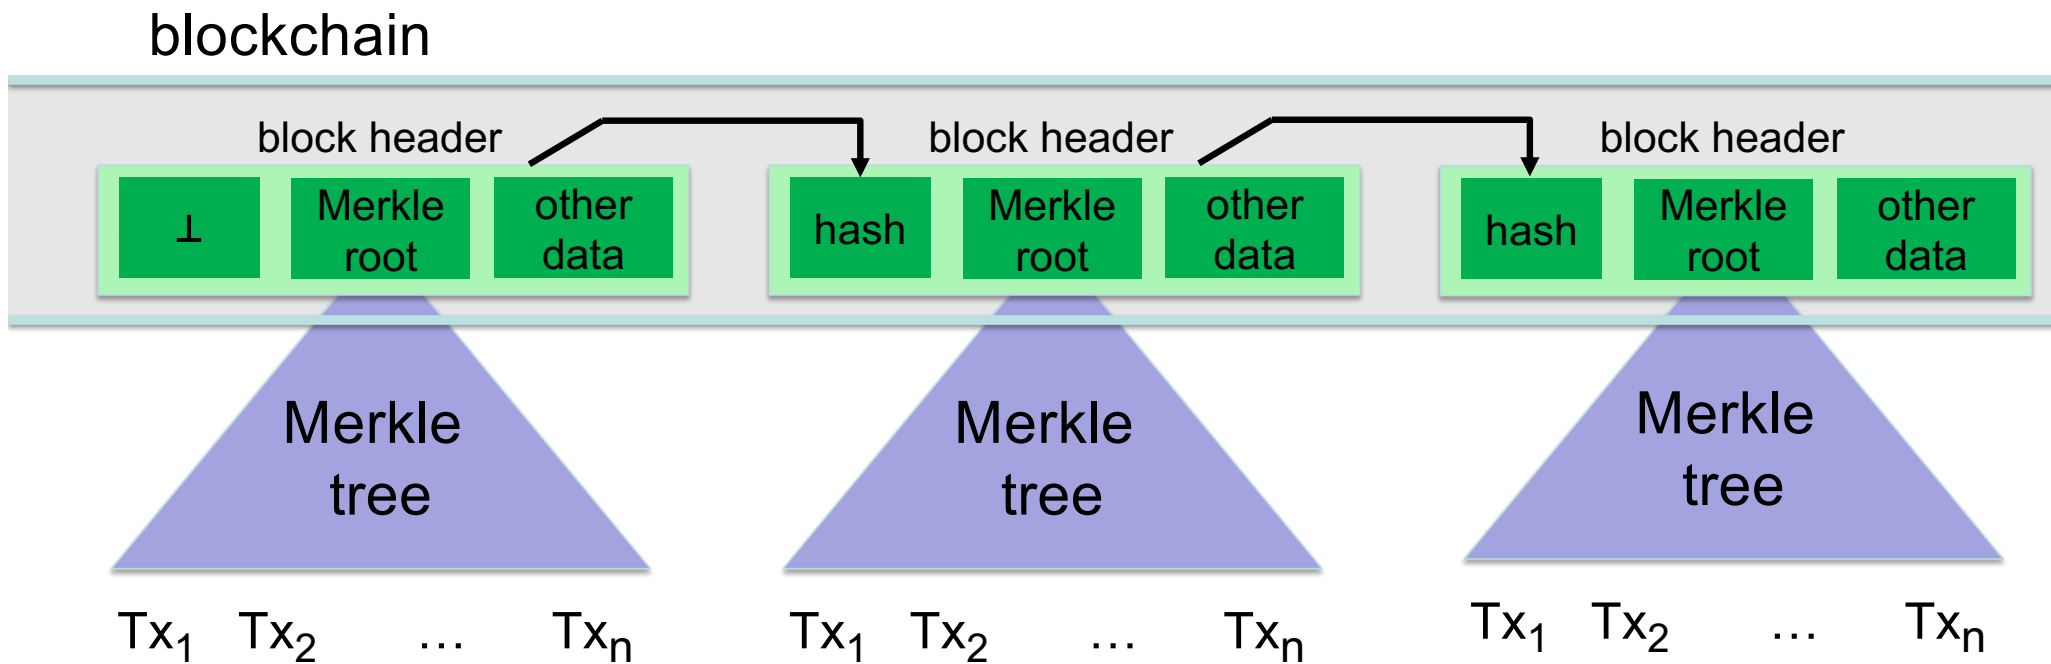 blockchain
block header
block header
block header
⊥
Merkle
root
other
data
hash
Merkle
root
other
data
hash
Merkle
root
other
data
Merkle
tree
Merkle
tree
Merkle
tree
Tx1 Tx2 … Txn
Tx1 Tx2 … Txn
Tx1 Tx2 … Txn